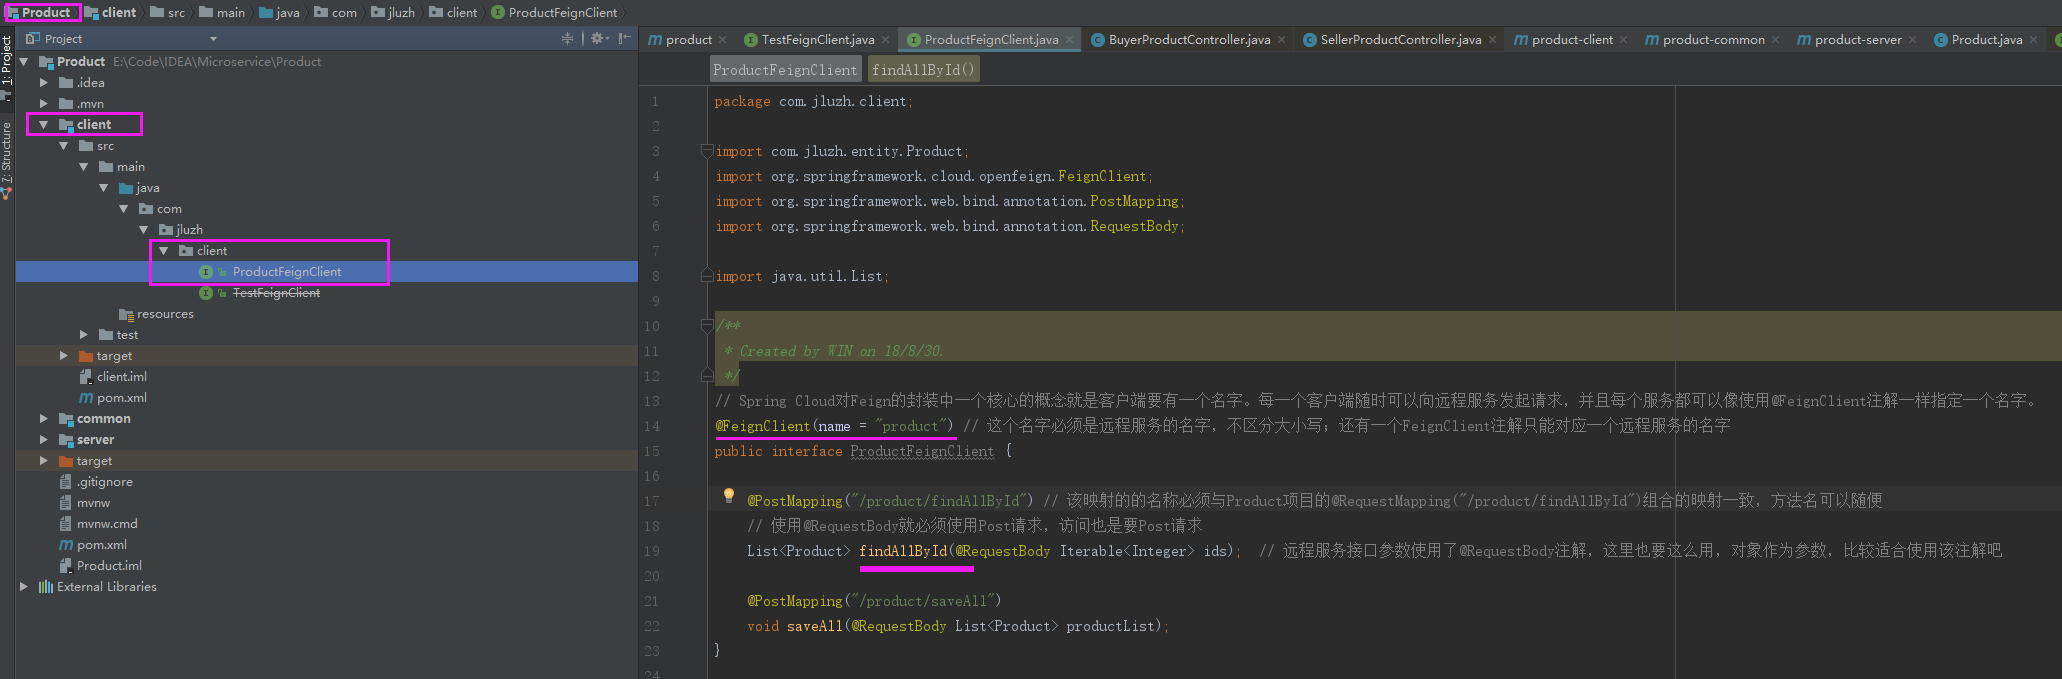 Product client src main java com jluzh client ProductFeignClient
Project
product TestFeignClient.java ProductFeignClient.java BuyerProductController.java SellerProductController.java product-client product-common product-server Product.java
1: Project
7: Structure
Product E:\Code\IDEA\Microservice\Product
.idea
.mvn
client
src
main
java
com
jluzh
client
ProductFeignClient
TestFeignClient
resources
test
target
client.iml
pom.xml
common
server
target
.gitignore
mvnw
mvnw.cmd
pom.xml
Product.iml
External Libraries
ProductFeignClient findAllById()
1 package com.jluzh.client;
2
3 import com.jluzh.entity.Product;
4 import org.springframework.cloud.openfeign.FeignClient;
5 import org.springframework.web.bind.annotation.PostMapping;
6 import org.springframework.web.bind.annotation.RequestBody;
7
8 import java.util.List;
9
10 /**
11 * Created by WIN on 18/8/30.
12 */
13 // Spring Cloud对Feign的封装中一个核心的概念就是客户端要有一个名字。每一个客户端随时可以向远程服务发起请求，并且每个服务都可以像使用@FeignClient注解一样指定一个名字。
14 @FeignClient(name = "product") // 这个名字必须是远程服务的名字，不区分大小写；还有一个FeignClient注解只能对应一个远程服务的名字
15 public interface ProductFeignClient {
16
17 @PostMapping("/product/findAllById") // 该映射的的名称必须与Product项目的@RequestMapping("/product/findAllById")组合的映射一致，方法名可以随便
18 // 使用@RequestBody就必须使用Post请求，访问也是要Post请求
19 List<Product> findAllById(@RequestBody Iterable<Integer> ids); // 远程服务接口参数使用了@RequestBody注解，这里也要这么用，对象作为参数，比较适合使用该注解吧
20
21 @PostMapping("/product/saveAll")
22 void saveAll(@RequestBody List<Product> productList);
23 }
24